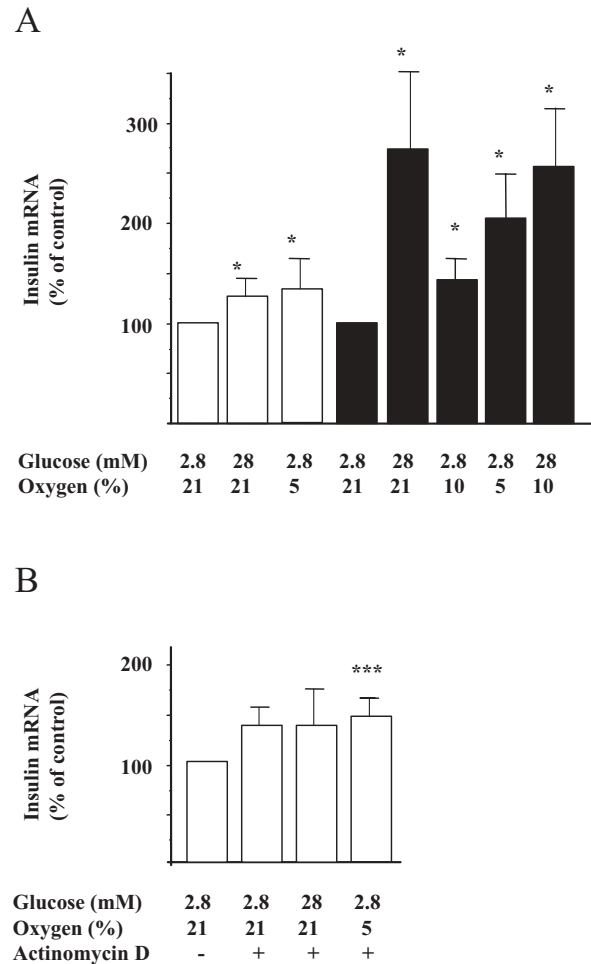 A
Insulin mRNA
(% of control)
300
200
100
*
*
*
*
*
*
Glucose (mM) 2.8 28 2.8 2.8 28 2.8 2.8 28
Oxygen (%) 21 21 5 21 21 10 5 10
B
Insulin mRNA
(% of control)
200
100
***
Glucose (mM) 2.8 2.8 28 2.8
Oxygen (%) 21 21 21 5
Actinomycin D - + + +